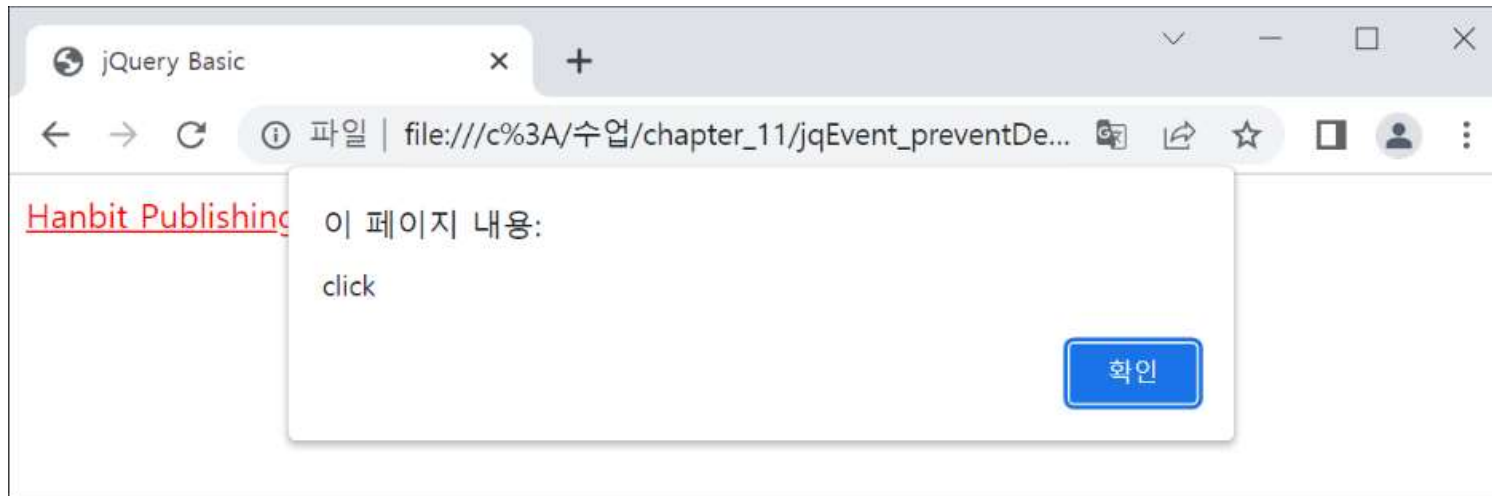 jQuery Basic
파일 | file:///c%3A/수업/chapter_11/jqEvent_preventDe...
Hanbit Publishing
이 페이지 내용:
click
확인